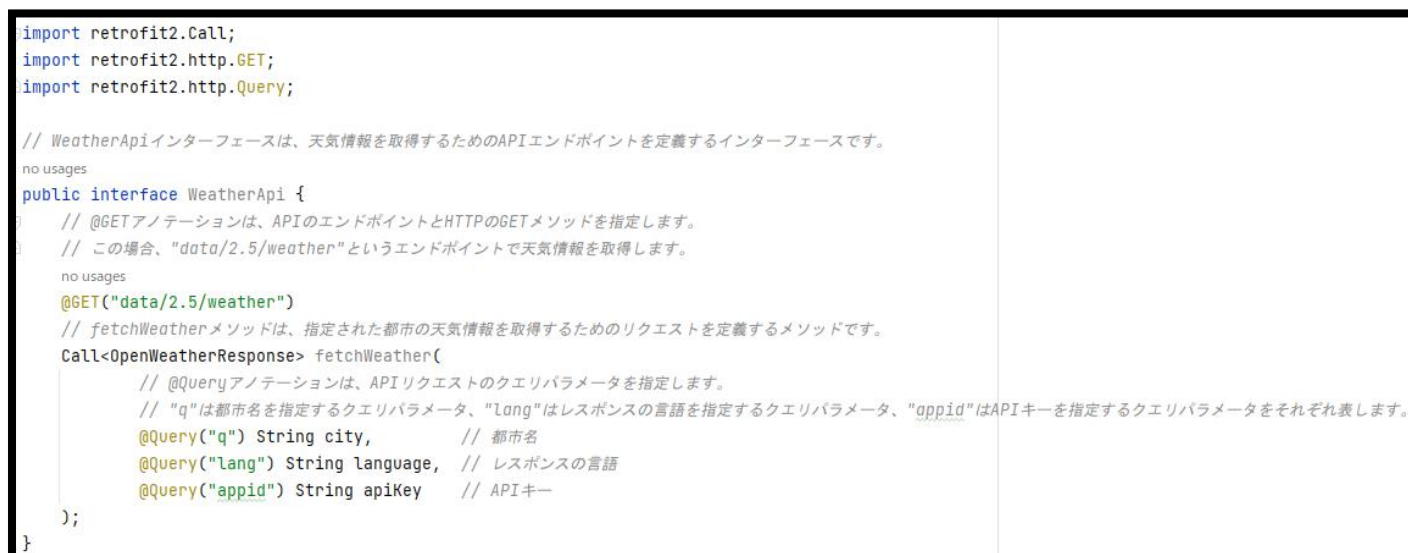 import retrofit2.Call;
import retrofit2.http.GET;
import retrofit2.http.Query;
// WeatherApiインターフェースは、天気情報を取得するためのAPIエンドポイントを定義するインターフェースです。
no usages
public interface WeatherApi {
// @GETアノテーションは、APIのエンドポイントとHTTPのGETメソッドを指定します。
// この場合、"data/2.5/weather"というエンドポイントで天気情報を取得します。
no usages
@GET("data/2.5/weather")
// fetchWeatherメソッドは、指定された都市の天気情報を取得するためのリクエストを定義するメソッドです。
Call<OpenWeatherResponse> fetchWeather(
// @Queryアノテーションは、APIリクエストのクエリパラメータを指定します。
// "q"は都市名を指定するクエリパラメータ、"lang"はレスポンスの言語を指定するクエリパラメータ、"appid"はAPIキーを指定するクエリパラメータをそれぞれ表します。
@Query("q") String city, // 都市名
@Query("lang") String language, // レスポンスの言語
@Query("appid") String apiKey // APIキー
);
}